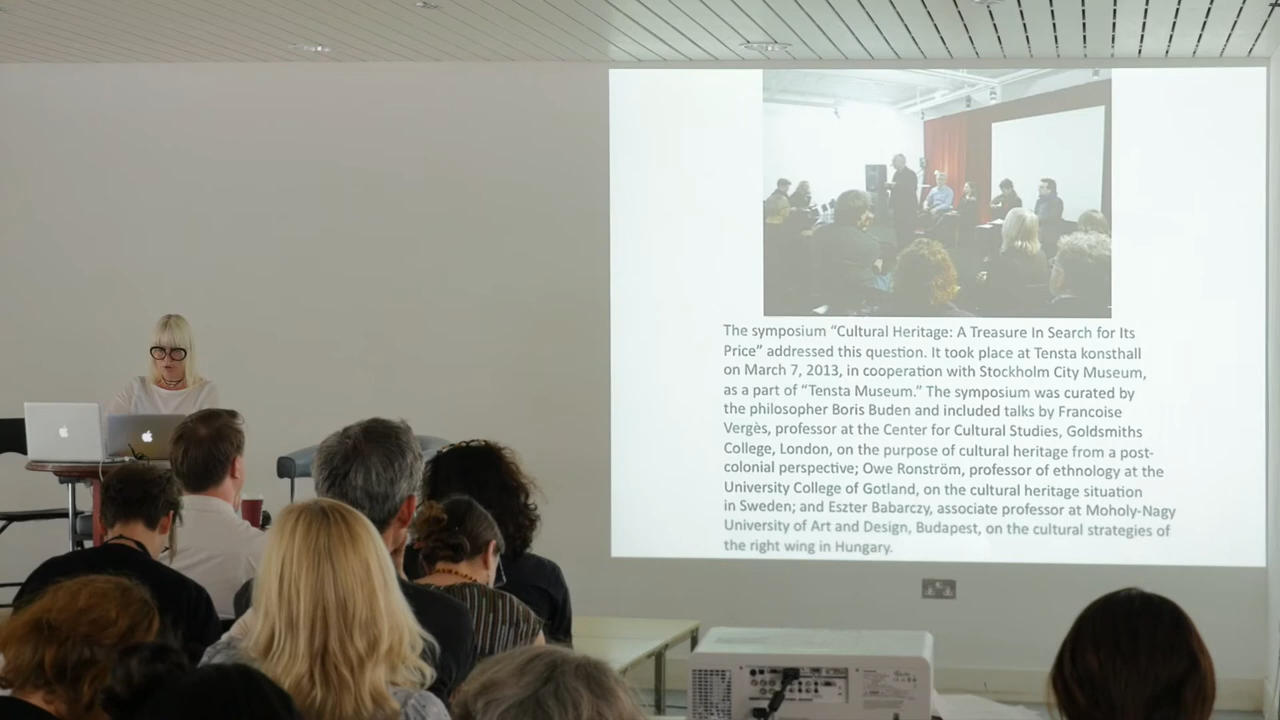 The symposium “Cultural Heritage: A Treasure In Search for Its
Price” addressed this question. It took place at Tensta konsthall
on March 7, 2013, in cooperation with Stockholm City Museum,
as a part of “Tensta Museum.” The symposium was curated by
the philosopher Boris Buden and included talks by Francoise
Vergès, professor at the Center for Cultural Studies, Goldsmiths
College, London, on the purpose of cultural heritage from a post-
colonial perspective; Owe Ronström, professor of ethnology at the
University College of Gotland, on the cultural heritage situation
in Sweden; and Eszter Babarczy, associate professor at Moholy-Nagy
University of Art and Design, Budapest, on the cultural strategies of
the right wing in Hungary.